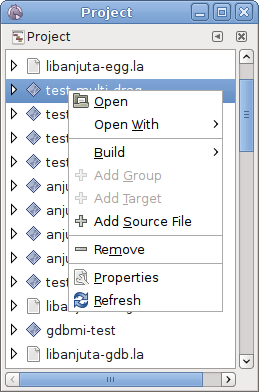 Project
Project
libanjuta-egg.la
test-multi-drag
Open
Open With
test
test
Build
test
Add Group
anju
Add Target
anju
Add Source File
anju
anju
Remove
test
Properties
Refresh
gdbmi-test
libanjuta-gdb.la